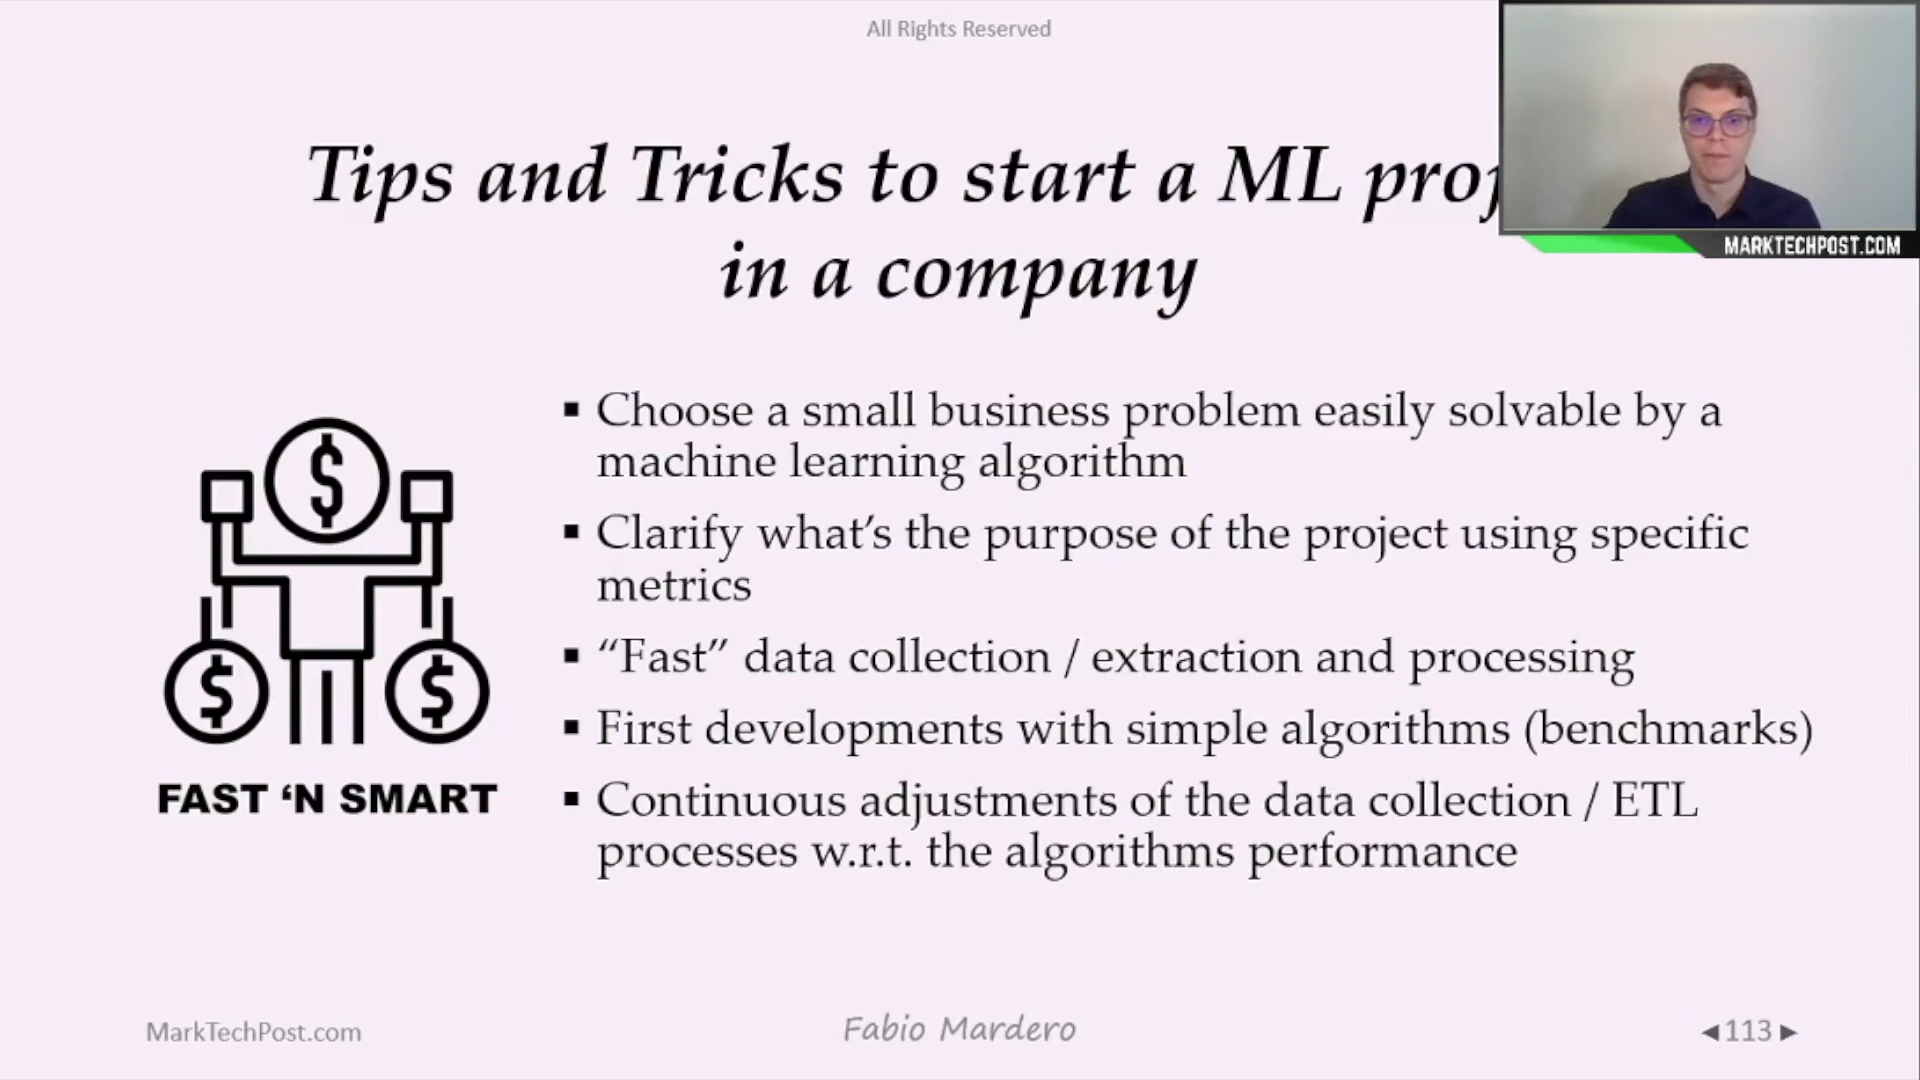 All Rights Reserved
MARKTECHPOST.COM
Tips and Tricks to start a ML
in a company
▪ Choose a small business problem easily solvable by a
machine learning algorithm
▪ Clarify what’s the purpose of the project using specific
metrics
▪ “Fast” data collection / extraction and processing
▪ First developments with simple algorithms (benchmarks)
▪ Continuous adjustments of the data collection / ETL
processes w.r.t. the algorithms performance
$
$ $
FAST ‘N SMART
MarkTechPost.com
Fabio Mardero
◀113▶